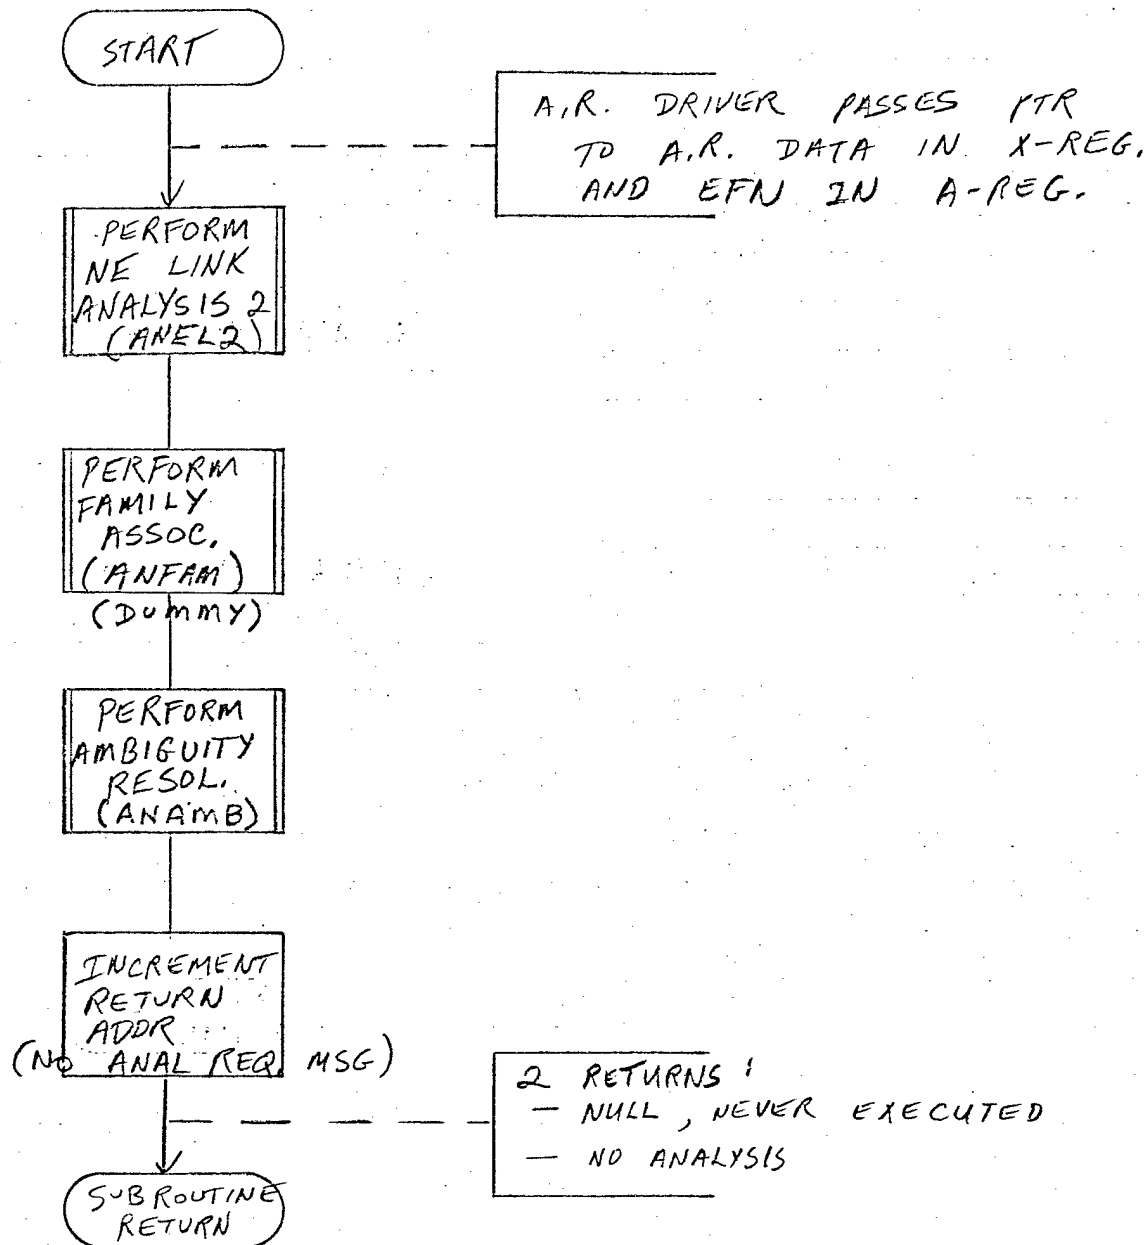 START
A.R. DRIVER PASSES PTR
TO A.R. DATA IN X-REG.
AND EFN IN A-REG.
PERFORM
NE LINK
ANALYSIS 2
(ANEL2)
PERFORM
FAMILY
ASSOC.
(ANFAM)
(DUMMY)
PERFORM
AMBIGUITY
RESOL.
(ANAMB)
INCREMENT
RETURN
ADDR
(NO ANAL REQ. MSG)
2 RETURNS:
- NULL, NEVER EXECUTED
- NO ANALYSIS
SUBROUTINE
RETURN